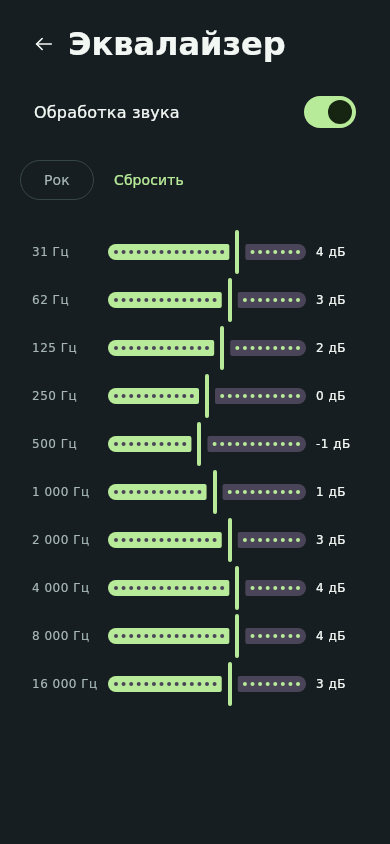 Эквалайзер
Обработка звука
Рок Сбросить
31 Гц 4 дБ
62 Гц 3 дБ
125 Гц 2 дБ
250 Гц 0 дБ
500 Гц -1 дБ
1 000 Гц 1 дБ
2 000 Гц 3 дБ
4 000 Гц 4 дБ
8 000 Гц 4 дБ
16 000 Гц 3 дБ